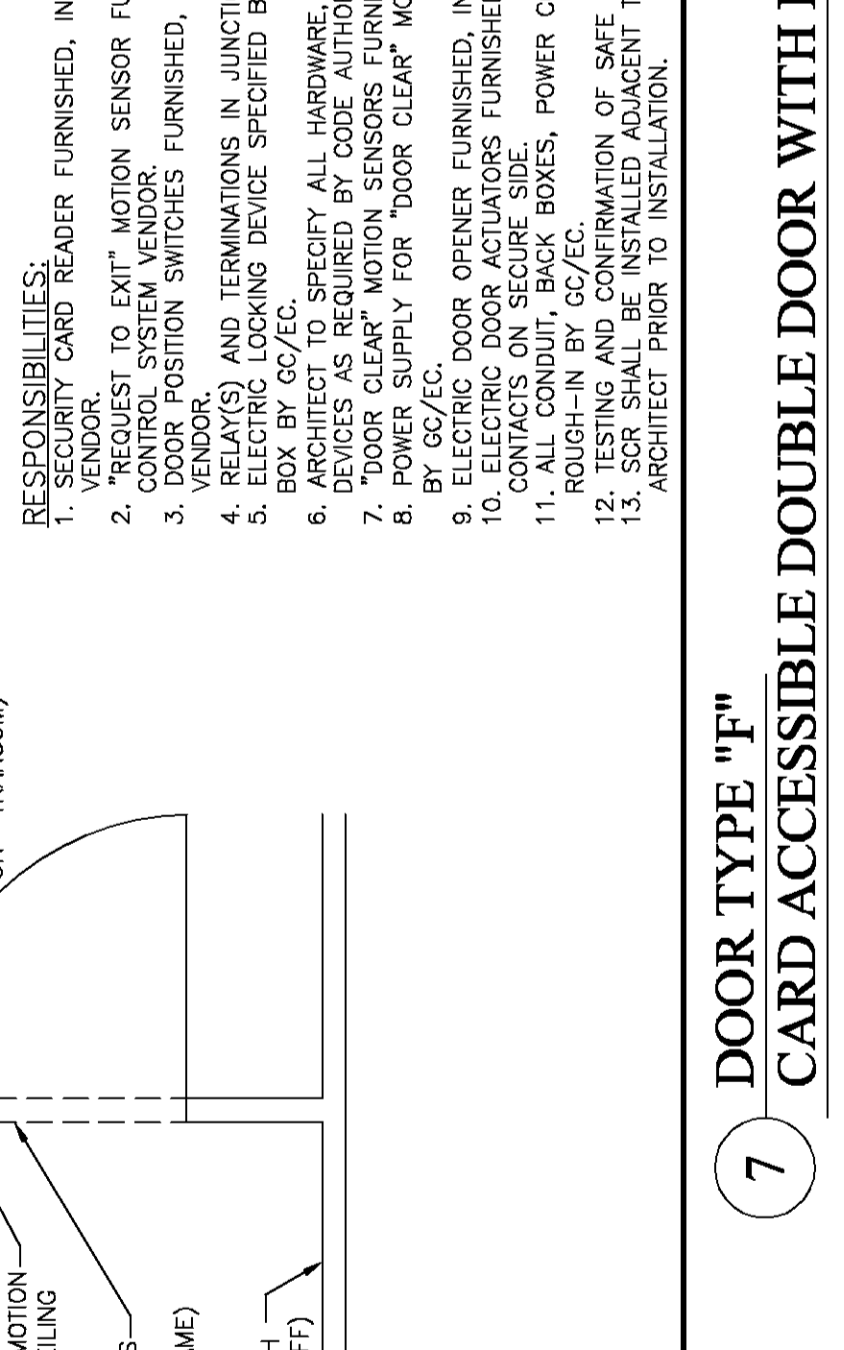 RESPONSIBILITIES:
1. SECURITY CARD READER FURNISHED, IN
VENDOR.
2. "REQUEST TO EXIT" MOTION SENSOR FU
CONTROL SYSTEM VENDOR.
3. DOOR POSITION SWITCHES FURNISHED,
VENDOR.
4. RELAY(S) AND TERMINATIONS IN JUNCTI
5. ELECTRIC LOCKING DEVICE SPECIFIED B
BOX BY GC/EC.
6. ARCHITECT TO SPECIFY ALL HARDWARE,
DEVICES AS REQUIRED BY CODE AUTHOR
7. "DOOR CLEAR" MOTION SENSORS FURNI
8. POWER SUPPLY FOR "DOOR CLEAR" MO
BY GC/EC.
9. ELECTRIC DOOR OPENER FURNISHED, IN
10. ELECTRIC DOOR ACTUATORS FURNISHED
CONTACTS ON SECURE SIDE.
11. ALL CONDUIT, BACK BOXES, POWER C
ROUGH-IN BY GC/EC.
12. TESTING AND CONFIRMATION OF SAFE
13. SCR SHALL BE INSTALLED ADJACENT T
ARCHITECT PRIOR TO INSTALLATION.
MOTION
EILING
S
AME)
H
FF)
7
DOOR TYPE "F"
CARD ACCESSIBLE DOUBLE DOOR WITH